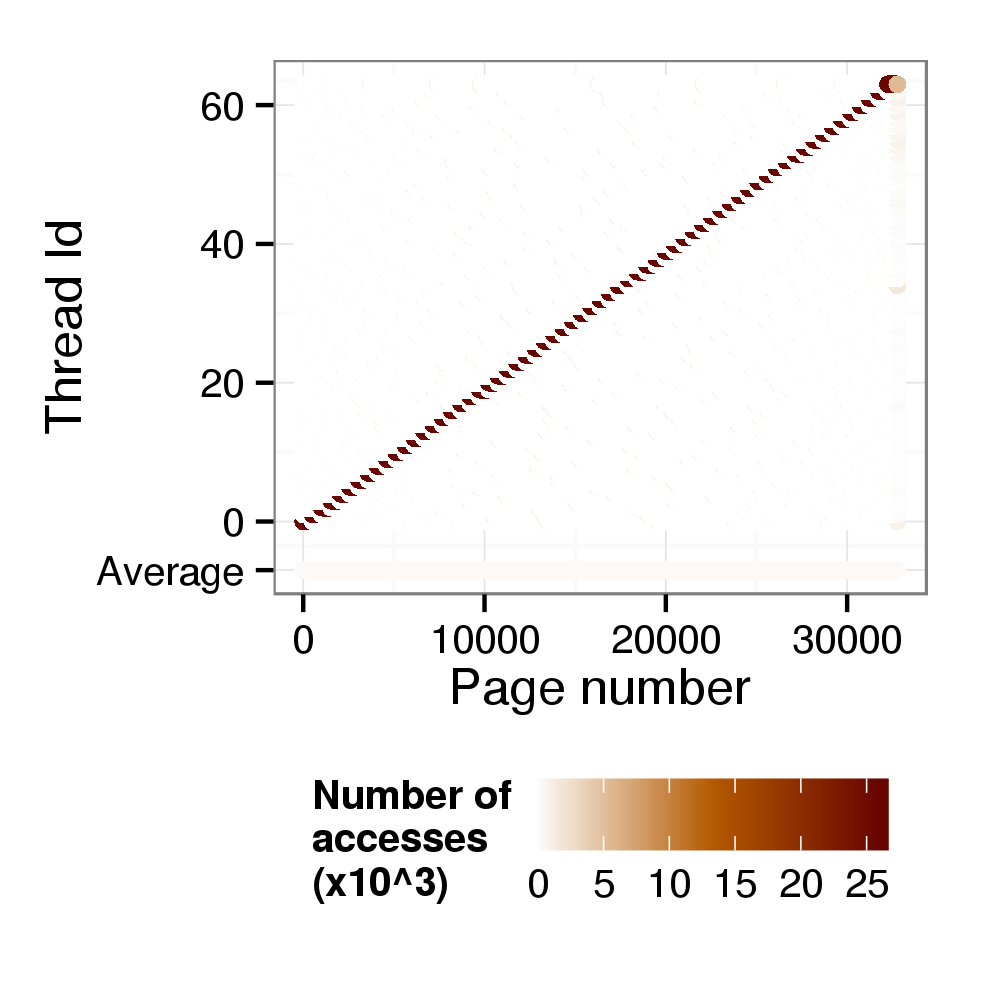 60
40
20
0
Average
Thread Id
0 10000 20000 30000
Page number
Number of
accesses
(x10^3)
0 5 10 15 20 25